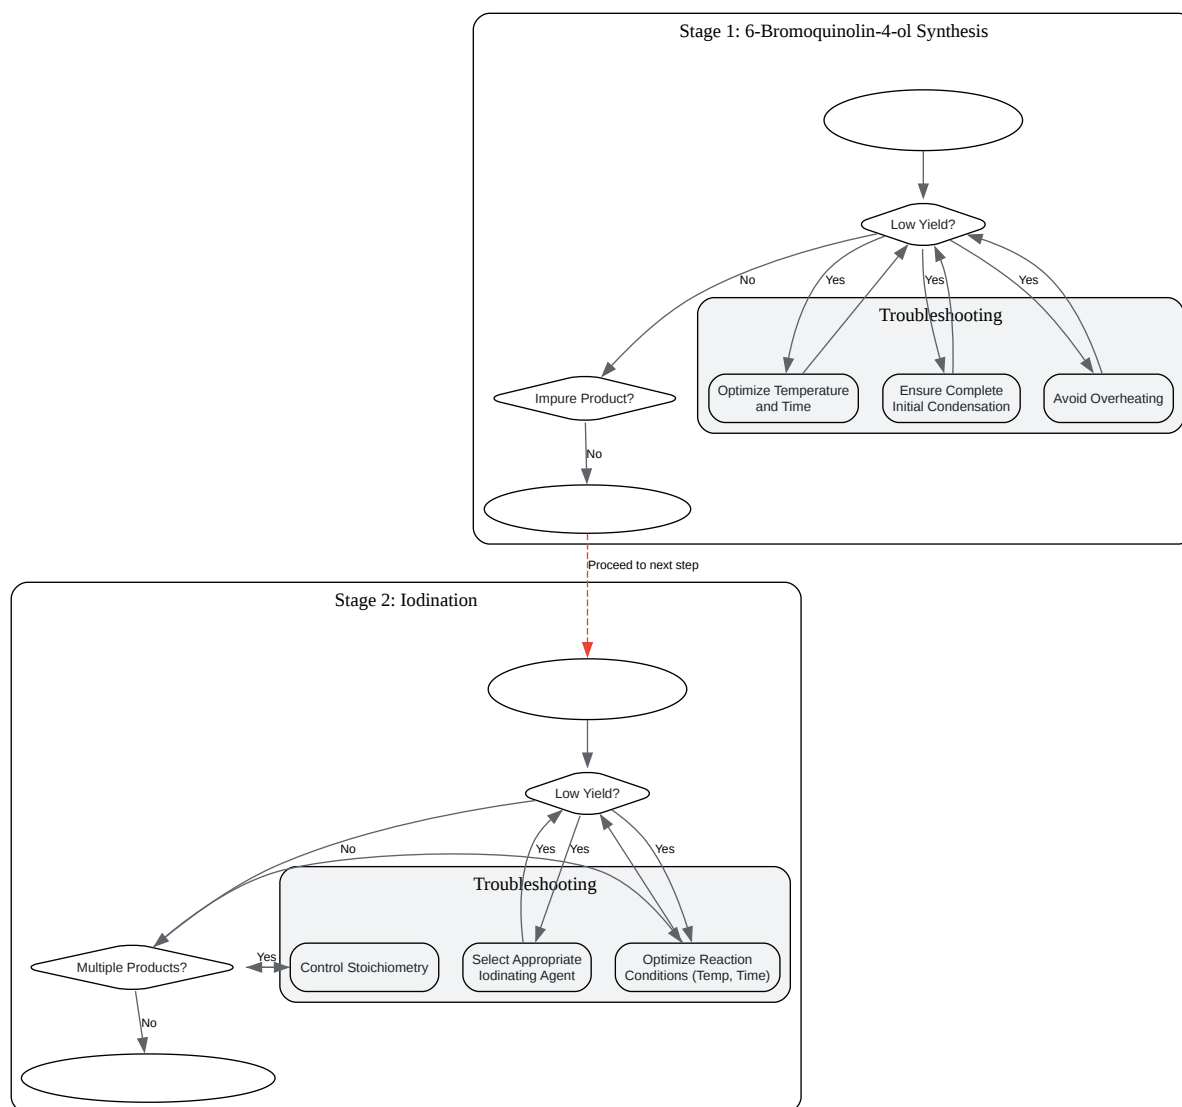 Stage 1: 6-Bromoquinolin-4-ol Synthesis
Low Yield?
No
Yes
Yes
Yes
Troubleshooting
Impure Product?
Optimize Temperature
and Time
Ensure Complete
Initial Condensation
Avoid Overheating
No
Proceed to next step
Stage 2: Iodination
Low Yield?
No
Yes
Yes
Yes
Troubleshooting
Multiple Products?
Yes
Control Stoichiometry
Select Appropriate
Iodinating Agent
Optimize Reaction
Conditions (Temp, Time)
No